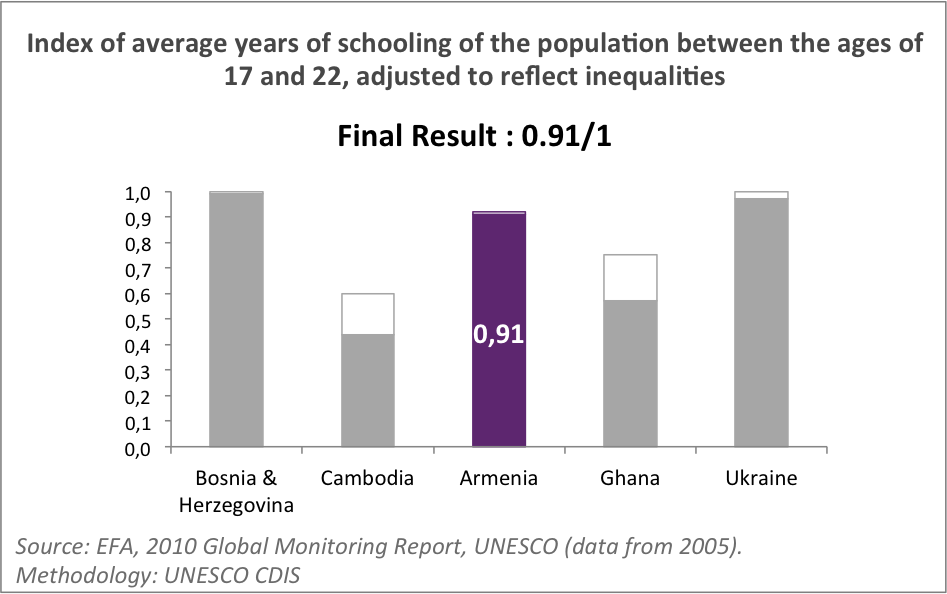 Index of average years of schooling of the population between the ages of
17 and 22, adjusted to reflect inequalities
Final Result : 0.91/1
1,0
0,9
0,8
0,7
0,6
0,5
0,4
0,3
0,2
0,1
0,0
0,91
Bosnia &
Herzegovina
Cambodia
Armenia
Ghana
Ukraine
Source: EFA, 2010 Global Monitoring Report, UNESCO (data from 2005).
Methodology: UNESCO CDIS